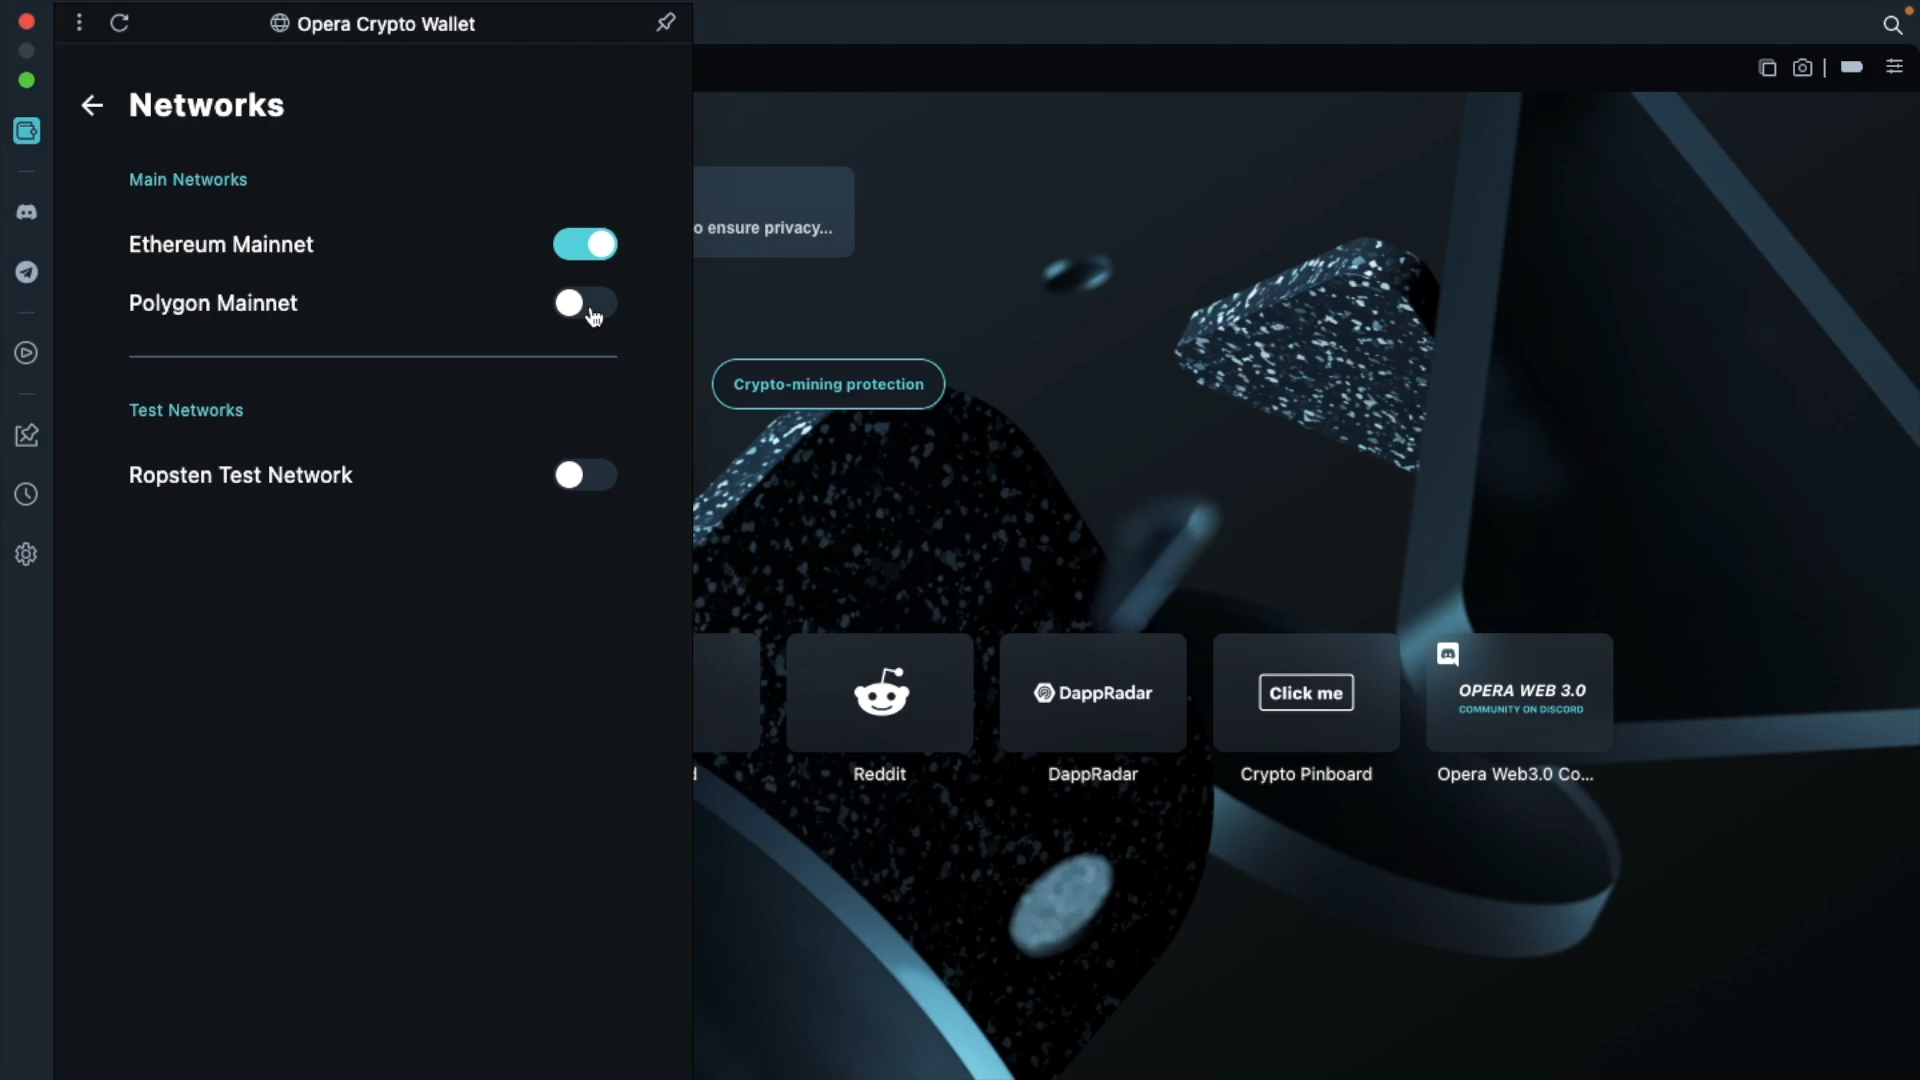 Opera Crypto Wallet
Networks
Main Networks
Ethereum Mainnet
Polygon Mainnet
Test Networks
Ropsten Test Network
o ensure privacy...
Crypto-mining protection
DappRadar
Click me
OPERA WEB 3.0
COMMUNITY ON DISCORD
d
Reddit
DappRadar
Crypto Pinboard
Opera Web3.0 Co...